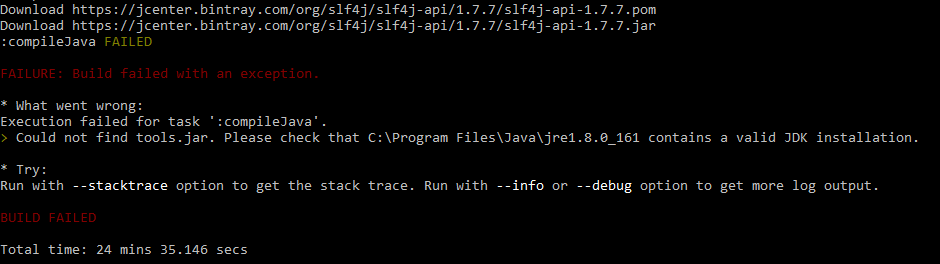 Download https://jcenter.bintray.com/org/slf4j/slf4j-api/1.7.7/slf4j-api-1.7.7.pom
Download https://jcenter.bintray.com/org/slf4j/slf4j-api/1.7.7/slf4j-api-1.7.7.jar
:compileJava FAILED
FAILURE: Build failed with an exception.
* What went wrong:
Execution failed for task ':compileJava'.
> Could not find tools.jar. Please check that C:\Program Files\Java\jre1.8.0_161 contains a valid JDK installation.
* Try:
Run with --stacktrace option to get the stack trace. Run with --info or --debug option to get more log output.
BUILD FAILED
Total time: 24 mins 35.146 secs